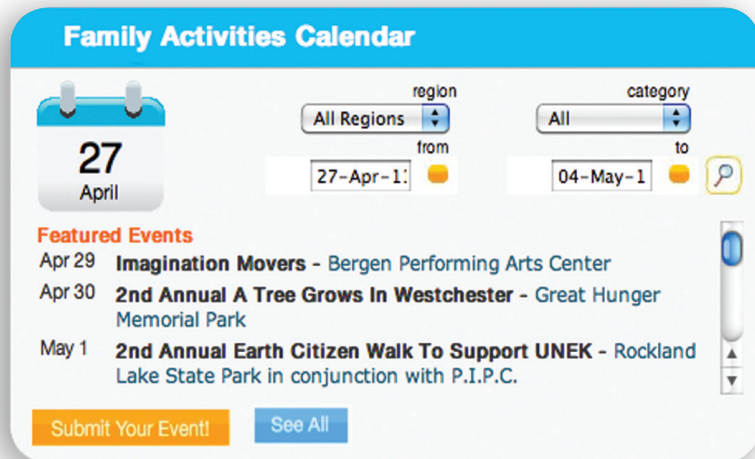 Family Activities Calendar
region
category
All Regions
All
27
April
from
to
27-Apr-11
04-May-1
Featured Events
Apr 29 Imagination Movers - Bergen Performing Arts Center
Apr 30 2nd Annual A Tree Grows In Westchester - Great Hunger
Memorial Park
May 1 2nd Annual Earth Citizen Walk To Support UNEK - Rockland
Lake State Park in conjunction with P.I.P.C.
Submit Your Event!
See All